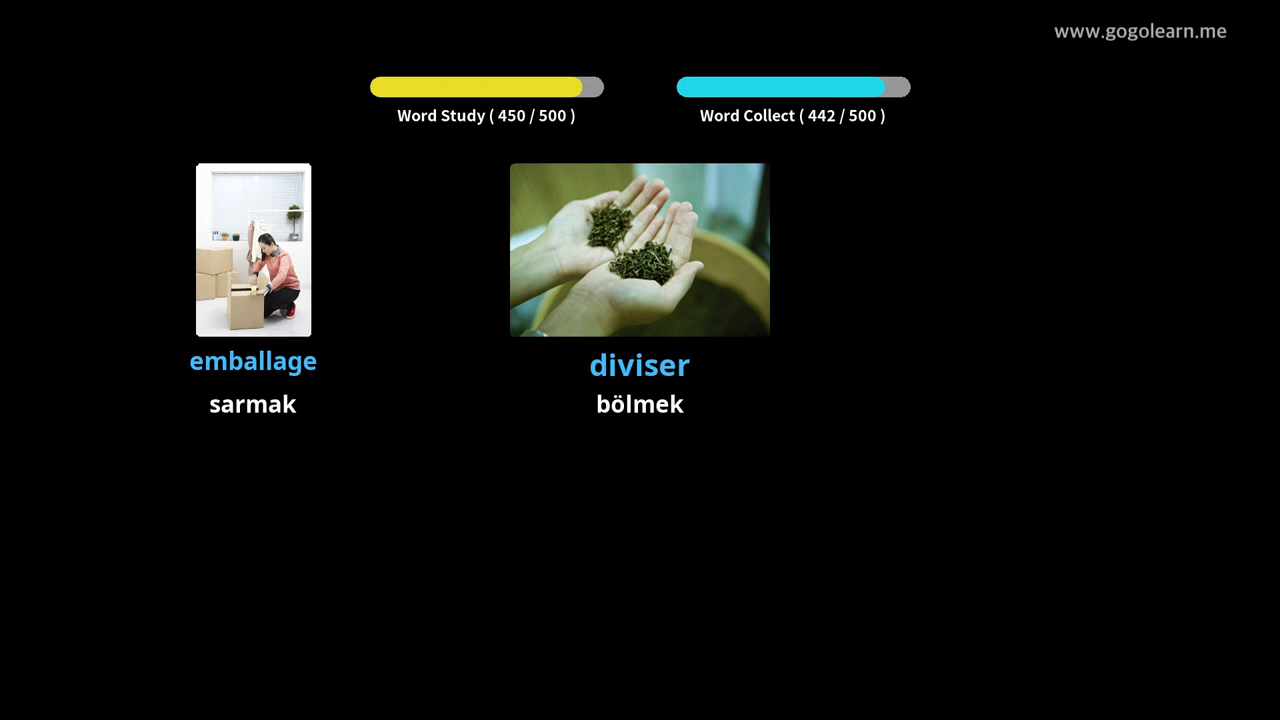 www.gogolearn.me
Word Study ( 450 / 500 )
Word Collect ( 442 / 500 )
emballage
sarmak
diviser
bölmek